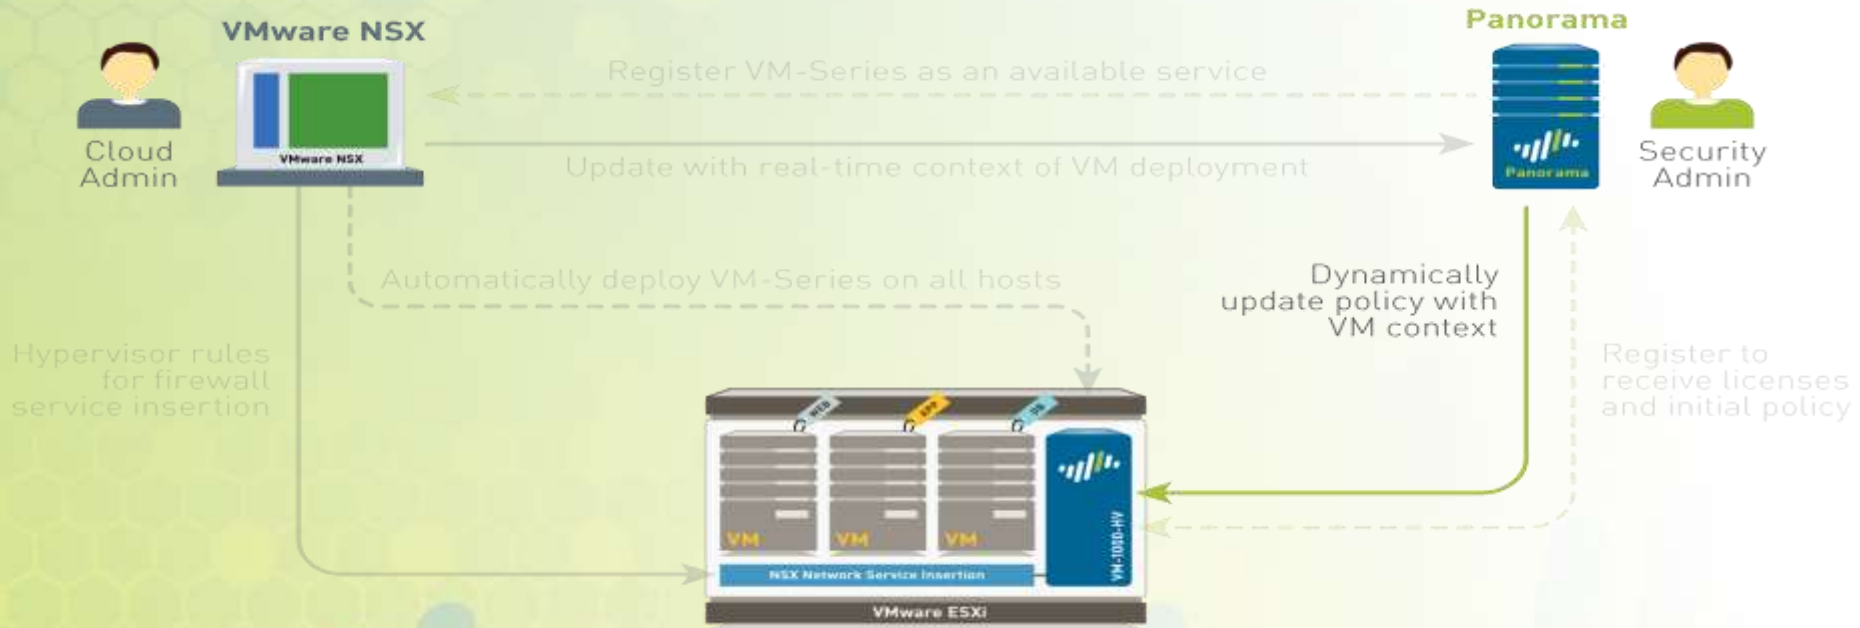 VMware NSX
Panorama
Register VM-Series as an available service
Cloud
Admin
VMware NSX
Update with real-time context of VM deployment
Panorama
Security
Admin
Automatically deploy VM-Series on all hosts
Dynamically
update policy with
VM context
Hypervisor rules
for firewall
service insertion
Register to
receive licenses
and initial policy
WEB
APP
DB
VM
VM
VM
VM-1000-HV
NSX Network Service Insertion
VMware ESXi